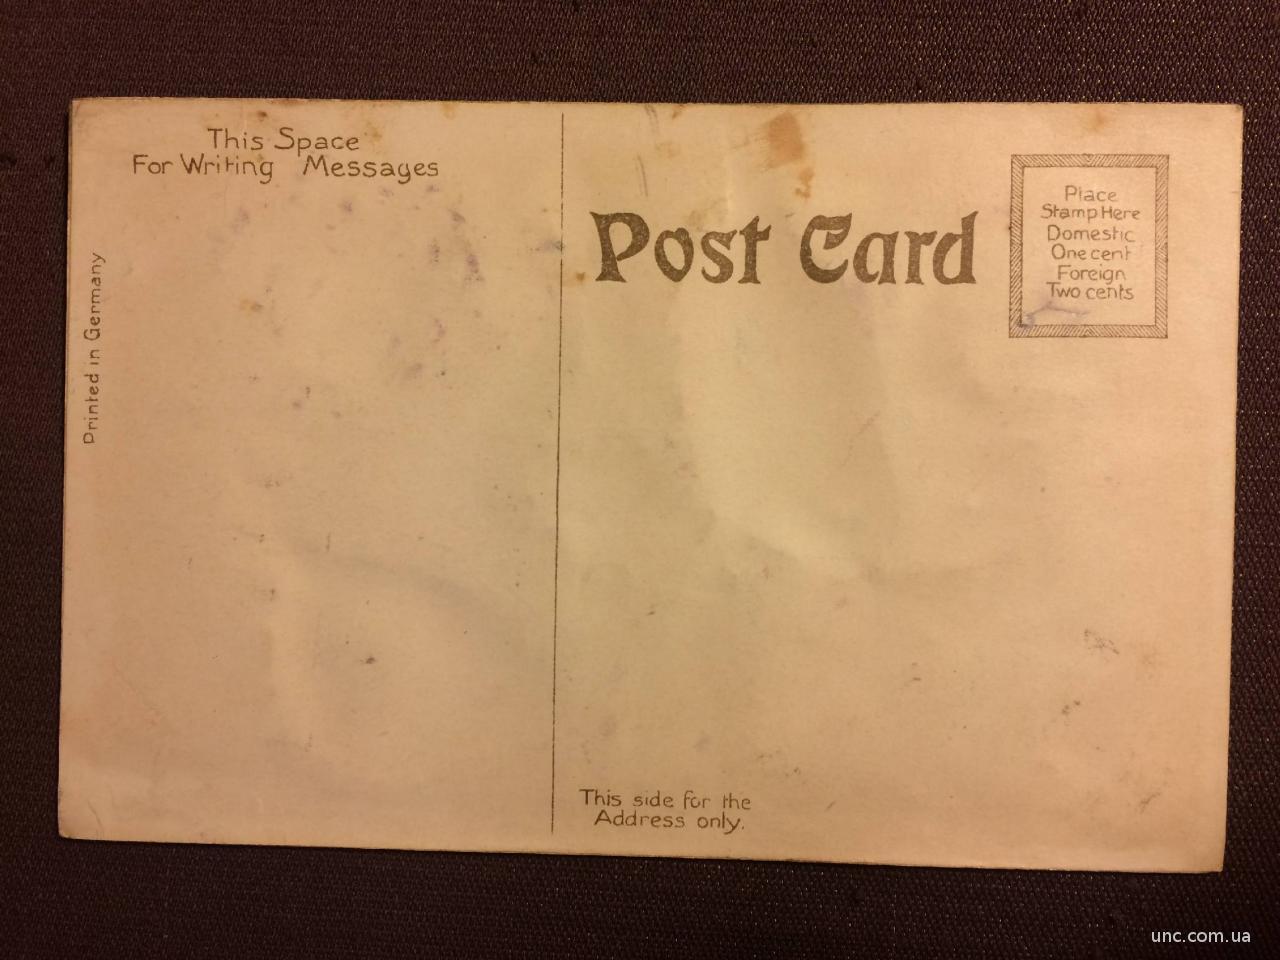 This Space
For Writing Messages
Printed in Germany
Post Card
Place
Stamp Here
Domestic
One cent
Foreign
Two cents
This side for the
Address only.
unc.com.ua